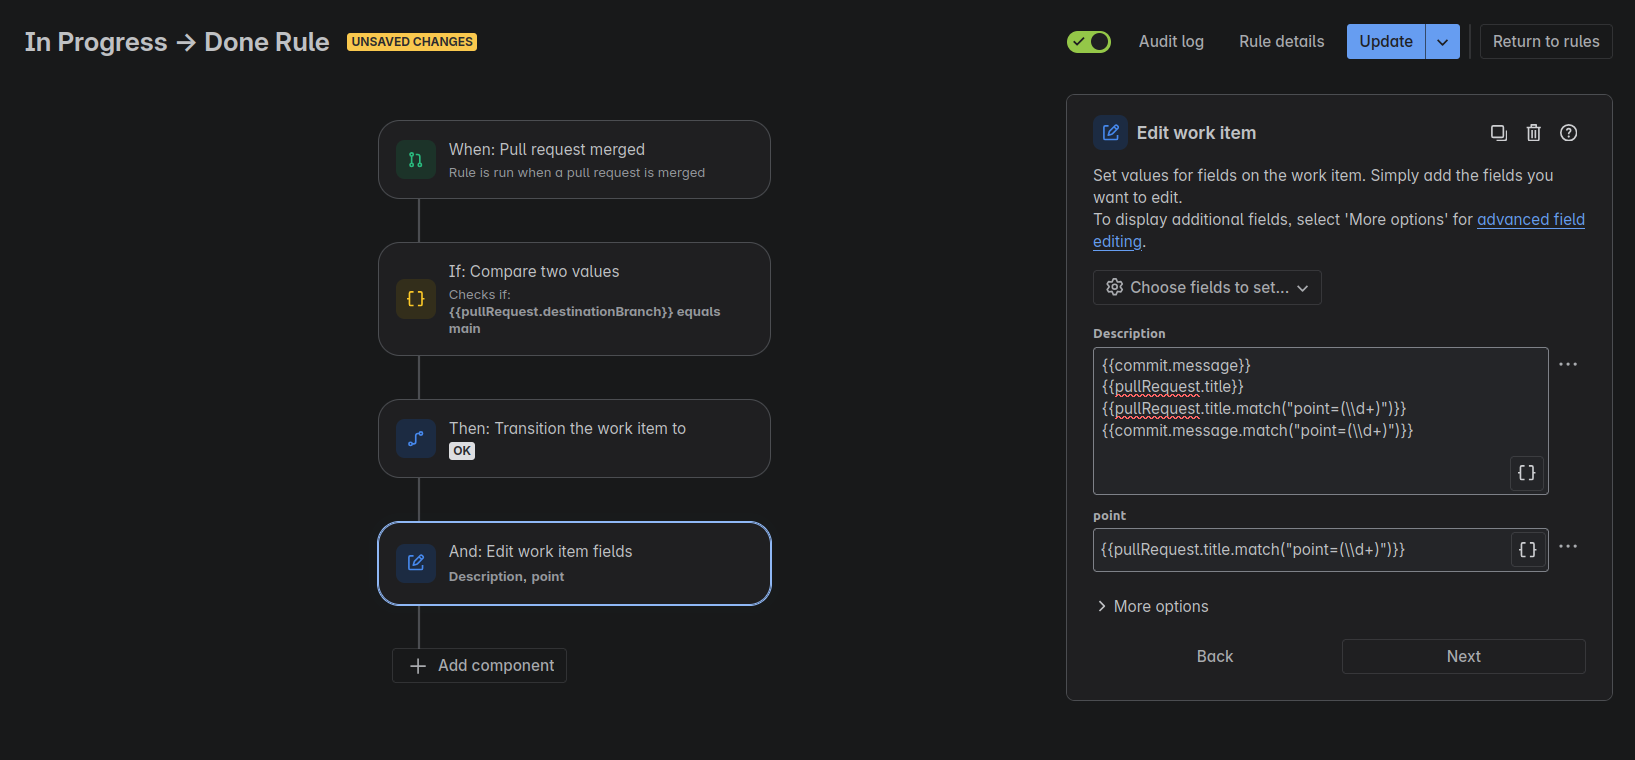 In Progress → Done Rule
UNSAVED CHANGES
Audit log
Rule details
Update
Return to rules
When: Pull request merged
Rule is run when a pull request is merged
If: Compare two values
Checks if:
{{pullRequest.destinationBranch}} equals
main
Then: Transition the work item to
OK
And: Edit work item fields
Description, point
Add component
Edit work item
Set values for fields on the work item. Simply add the fields you
want to edit.
To display additional fields, select 'More options' for advanced field
editing.
Choose fields to set...
Description
{{commit.message}}
{{pullRequest.title}}
{{pullRequest.title.match("point=(\\d+)")}}
{{commit.message.match("point=(\\d+)")}}
{}
point
{{pullRequest.title.match("point=(\\d+)")}}
{}
More options
Back
Next